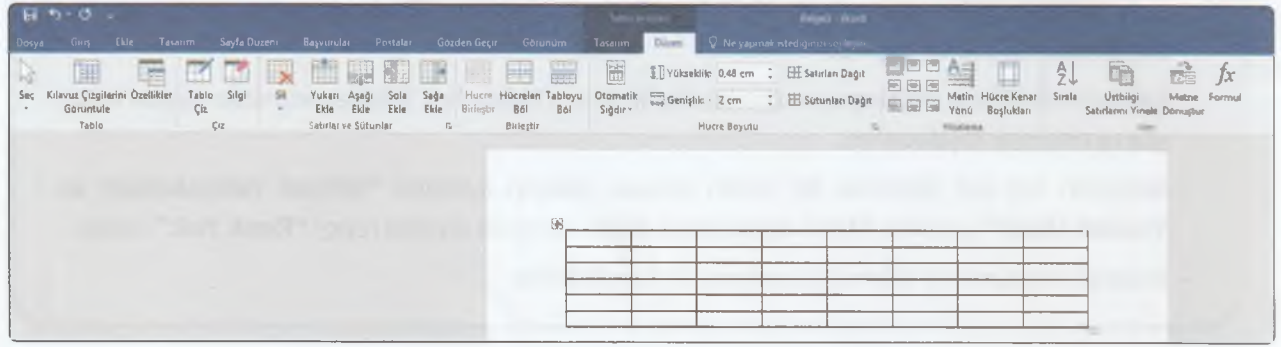 Dosya Giriş Ekle Tasarım Sayfa Düzeni Başvurular Postalar Gözden Geçir Görünüm Tasarım Düzen Ne yapmak istediğinizi
Seç Kılavuz Çizgilerini Görüntüle Özellikler
Tablo
Tablo Çiz Silgi
Çiz
Sil Yukarı Ekle Aşağı Ekle Sola Ekle Sağa Ekle
Satırlar ve Sütunlar
Hücre Birleştir Hücreleri Böl Tabloyu Böl
Birleştir
Otomatik Sığdır
Yükseklik: 0,48 cm Satırları Dağıt
Genişlik: 2 cm Sütunları Dağıt
Hücre Boyutu
Metin Yönü Hücre Kenar Boşlukları
Hizalama
Sırala Üstbilgi Satırlarını Yinele Metne Dönüştür fx Formül